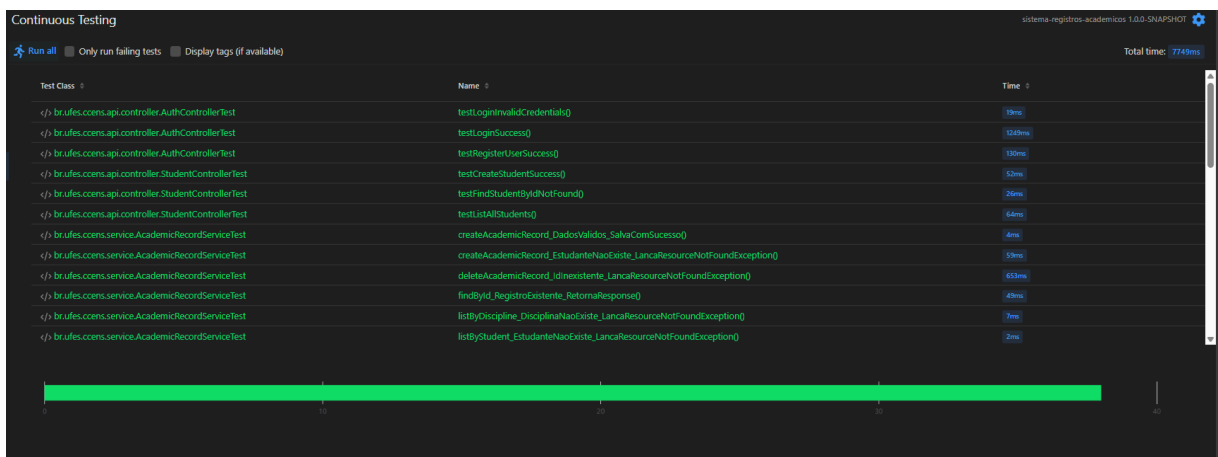 Continuous Testing
sistema-registros-academicos 1.0.0-SNAPSHOT
Run all Only run failing tests Display tags (if available)
Total time: 7749ms
Test Class Name Time
</> br.ufes.ccens.api.controller.AuthControllerTest testLoginInvalidCredentials() 19ms
</> br.ufes.ccens.api.controller.AuthControllerTest testLoginSuccess() 1249ms
</> br.ufes.ccens.api.controller.AuthControllerTest testRegisterUserSuccess() 130ms
</> br.ufes.ccens.api.controller.StudentControllerTest testCreateStudentSuccess() 52ms
</> br.ufes.ccens.api.controller.StudentControllerTest testFindStudentByIdNotFound() 26ms
</> br.ufes.ccens.api.controller.StudentControllerTest testListAllStudents() 64ms
</> br.ufes.ccens.service.AcademicRecordServiceTest createAcademicRecord_DadosValidos_SalvaComSucesso() 4ms
</> br.ufes.ccens.service.AcademicRecordServiceTest createAcademicRecord_EstudanteNaoExiste_LancaResourceNotFoundException() 59ms
</> br.ufes.ccens.service.AcademicRecordServiceTest deleteAcademicRecord_IdInexistente_LancaResourceNotFoundException() 653ms
</> br.ufes.ccens.service.AcademicRecordServiceTest findById_RegistroExistente_RetornaResponse() 49ms
</> br.ufes.ccens.service.AcademicRecordServiceTest listByDiscipline_DisciplinaNaoExiste_LancaResourceNotFoundException() 7ms
</> br.ufes.ccens.service.AcademicRecordServiceTest listByStudent_EstudanteNaoExiste_LancaResourceNotFoundException() 2ms
0 10 20 30 40